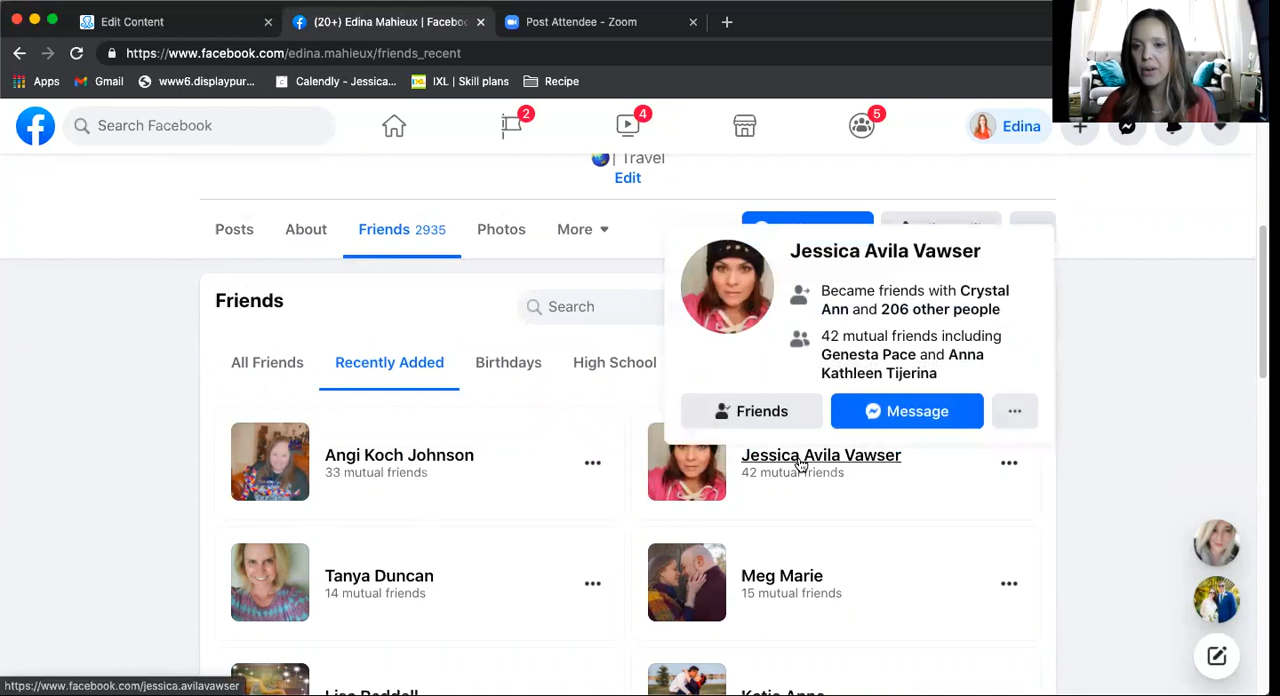 Edit Content
(20+) Edina Mahieux | Faceboo
Post Attendee - Zoom
https://www.facebook.com/edina.mahieux/friends_recent
Apps
Gmail
www6.displaypur...
Calendly - Jessica...
IXL | Skill plans
Recipe
Search Facebook
2
4
5
Edina
| Travel
Edit
Posts
About
Friends 2935
Photos
More
Jessica Avila Vawser
Became friends with Crystal
Ann and 206 other people
42 mutual friends including
Genesta Pace and Anna
Kathleen Tijerina
Friends
Message
Friends
Search
All Friends
Recently Added
Birthdays
High School
Angi Koch Johnson
33 mutual friends
Jessica Avila Vawser
42 mutual friends
Tanya Duncan
14 mutual friends
Meg Marie
15 mutual friends
https://www.facebook.com/jessica.avilavawser